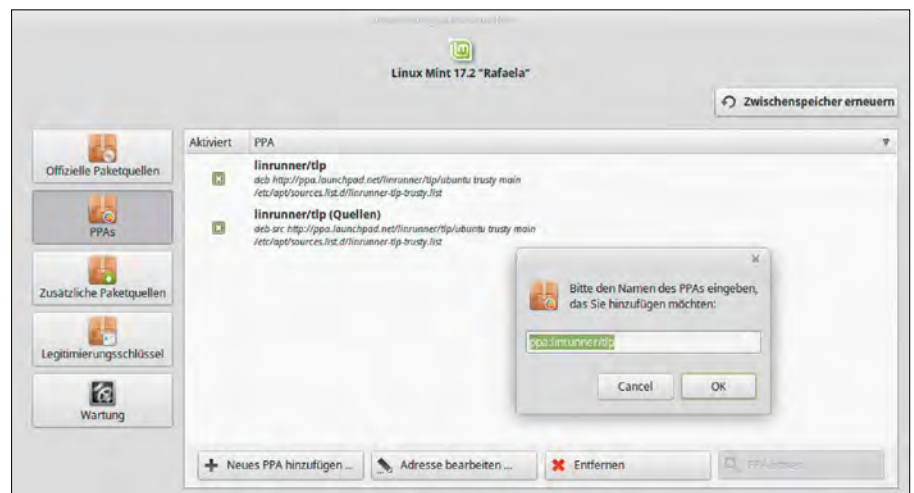 Linux Mint 17.2 "Rafaela"
Zwischenspeicher erneuern
Offizielle Paketquellen
PPAs
Zusätzliche Paketquellen
Legitimierungsschlüssel
Wartung
Aktiviert PPA
linrunner/tlp
deb http://ppa.launchpad.net/linrunner/tlp/ubuntu trusty main
/etc/apt/sources.list.d/linrunner-tlp-trusty.list
linrunner/tlp (Quellen)
deb-src http://ppa.launchpad.net/linrunner/tlp/ubuntu trusty main
/etc/apt/sources.list.d/linrunner-tlp-trusty.list
Bitte den Namen des PPAs eingeben,
das Sie hinzufügen möchten:
ppa:linrunner/tlp
Cancel OK
Neues PPA hinzufügen ... Adresse bearbeiten ... Entfernen